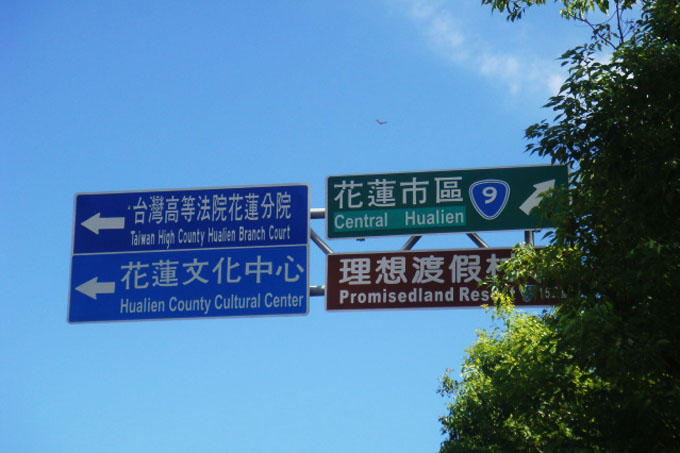 台灣高等法院花蓮分院
Taiwan High County Hualien Branch Court
花蓮文化中心
Hualien County Cultural Center
花蓮市區 9
Central Hualien
理想渡假
Promisedland